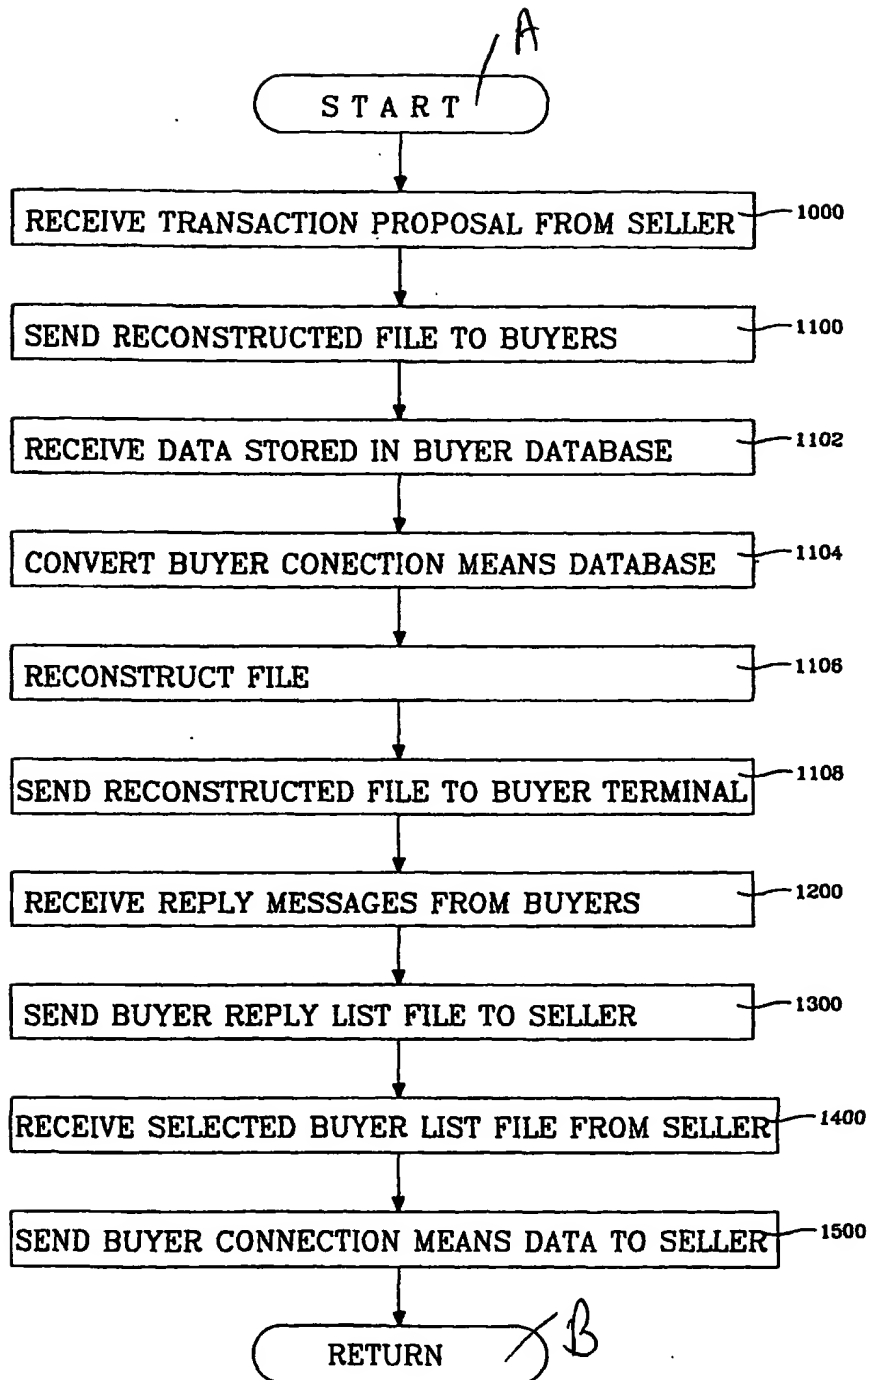 A
START
RECEIVE TRANSACTION PROPOSAL FROM SELLER 1000
SEND RECONSTRUCTED FILE TO BUYERS 1100
RECEIVE DATA STORED IN BUYER DATABASE 1102
CONVERT BUYER CONECTION MEANS DATABASE 1104
RECONSTRUCT FILE 1106
SEND RECONSTRUCTED FILE TO BUYER TERMINAL 1108
RECEIVE REPLY MESSAGES FROM BUYERS 1200
SEND BUYER REPLY LIST FILE TO SELLER 1300
RECEIVE SELECTED BUYER LIST FILE FROM SELLER 1400
SEND BUYER CONNECTION MEANS DATA TO SELLER 1500
RETURN B